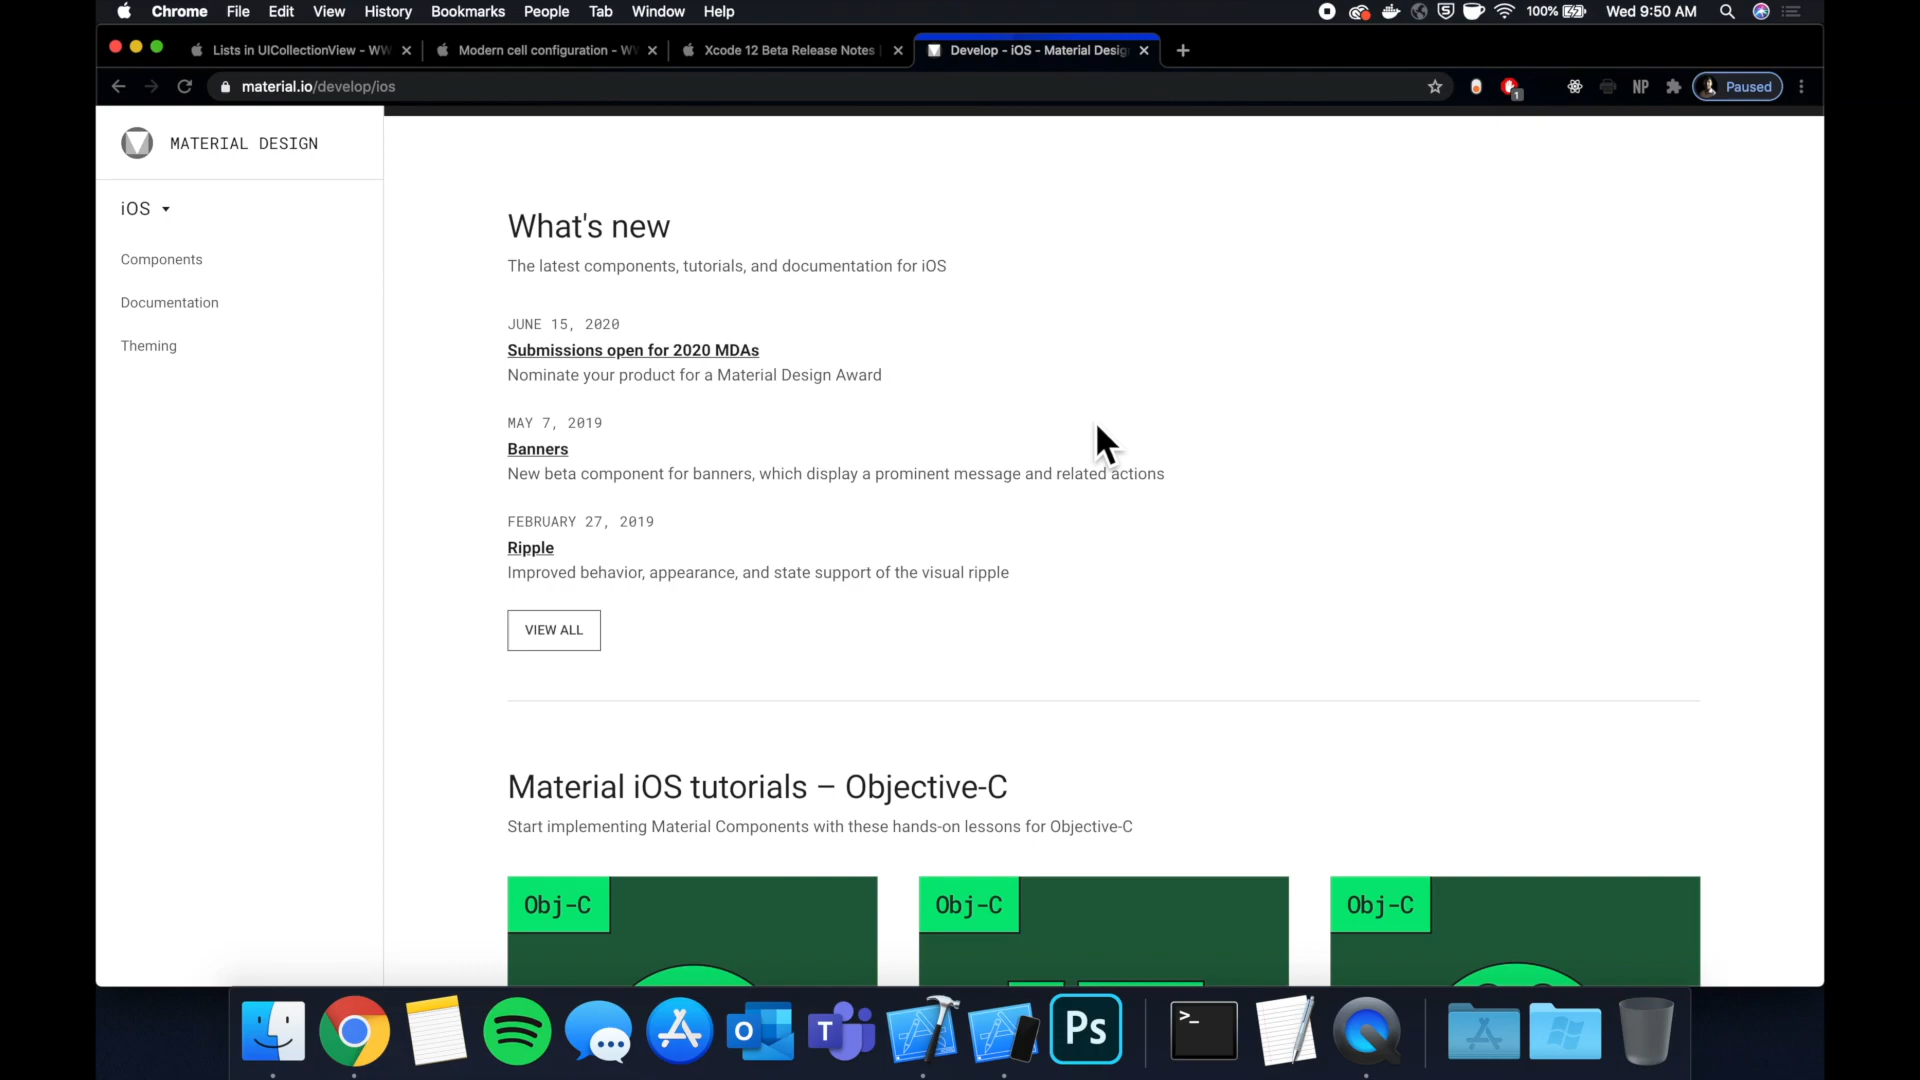 Chrome File Edit View History Bookmarks People Tab Window Help
100% Wed 9:50 AM
Lists in UICollectionView - WW
Modern cell configuration - W
Xcode 12 Beta Release Notes
Develop - iOS - Material Desig
material.io/develop/ios
1
NP
Paused
MATERIAL DESIGN
iOS
Components
Documentation
Theming
What's new
The latest components, tutorials, and documentation for iOS
JUNE 15, 2020
Submissions open for 2020 MDAs
Nominate your product for a Material Design Award
MAY 7, 2019
Banners
New beta component for banners, which display a prominent message and related actions
FEBRUARY 27, 2019
Ripple
Improved behavior, appearance, and state support of the visual ripple
VIEW ALL
Material iOS tutorials – Objective-C
Start implementing Material Components with these hands-on lessons for Objective-C
Obj-C
Obj-C
Obj-C
O
T
Ps
>_